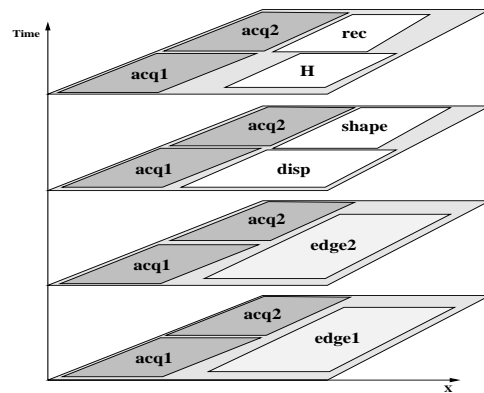 Time
acq2
rec
acq1
H
acq2
shape
acq1
disp
acq2
acq1
edge2
acq2
acq1
edge1
X